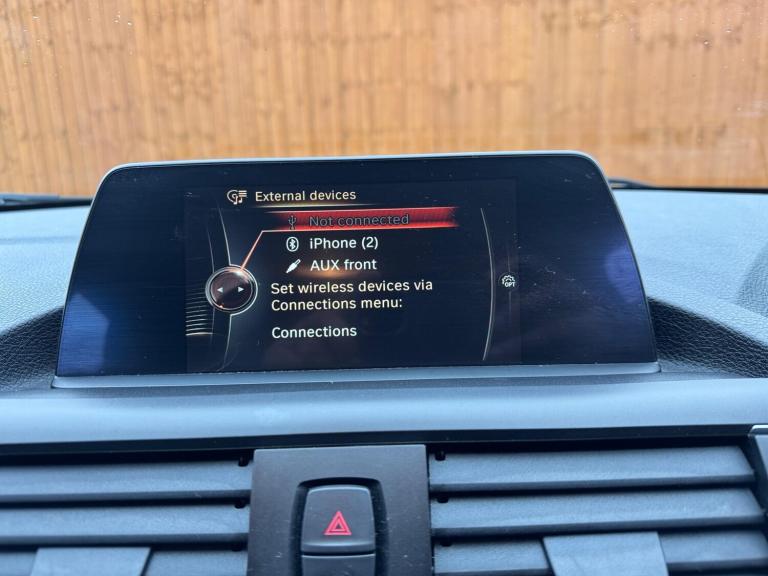 External devices
Not connected
iPhone (2)
AUX front
Set wireless devices via
Connections menu:
Connections
OPT